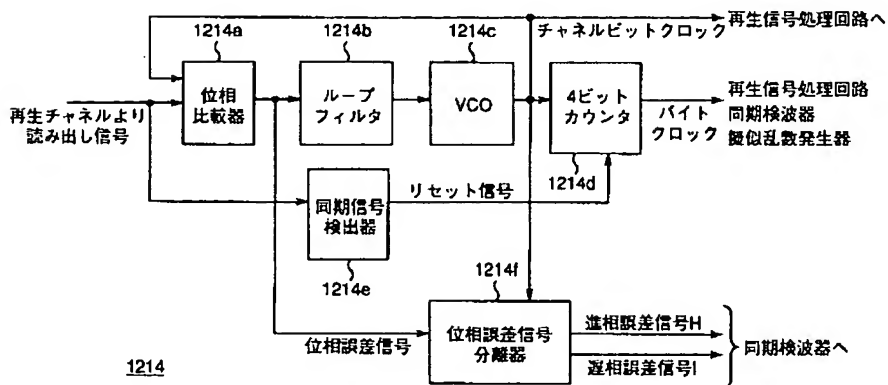 1214a
1214b
1214c
チャネルビットクロック
再生信号処理回路へ
位相
比較器
ループ
フィルタ
VCO
4ビット
カウンタ
再生チャネルより
読み出し信号
バイト
クロック
再生信号処理回路
同期検波器
擬似乱数発生器
1214d
リセット信号
同期信号
検出器
1214e
1214f
位相誤差信号
位相誤差信号
分離器
進相誤差信号H
遅相誤差信号I
同期検波器へ
1214